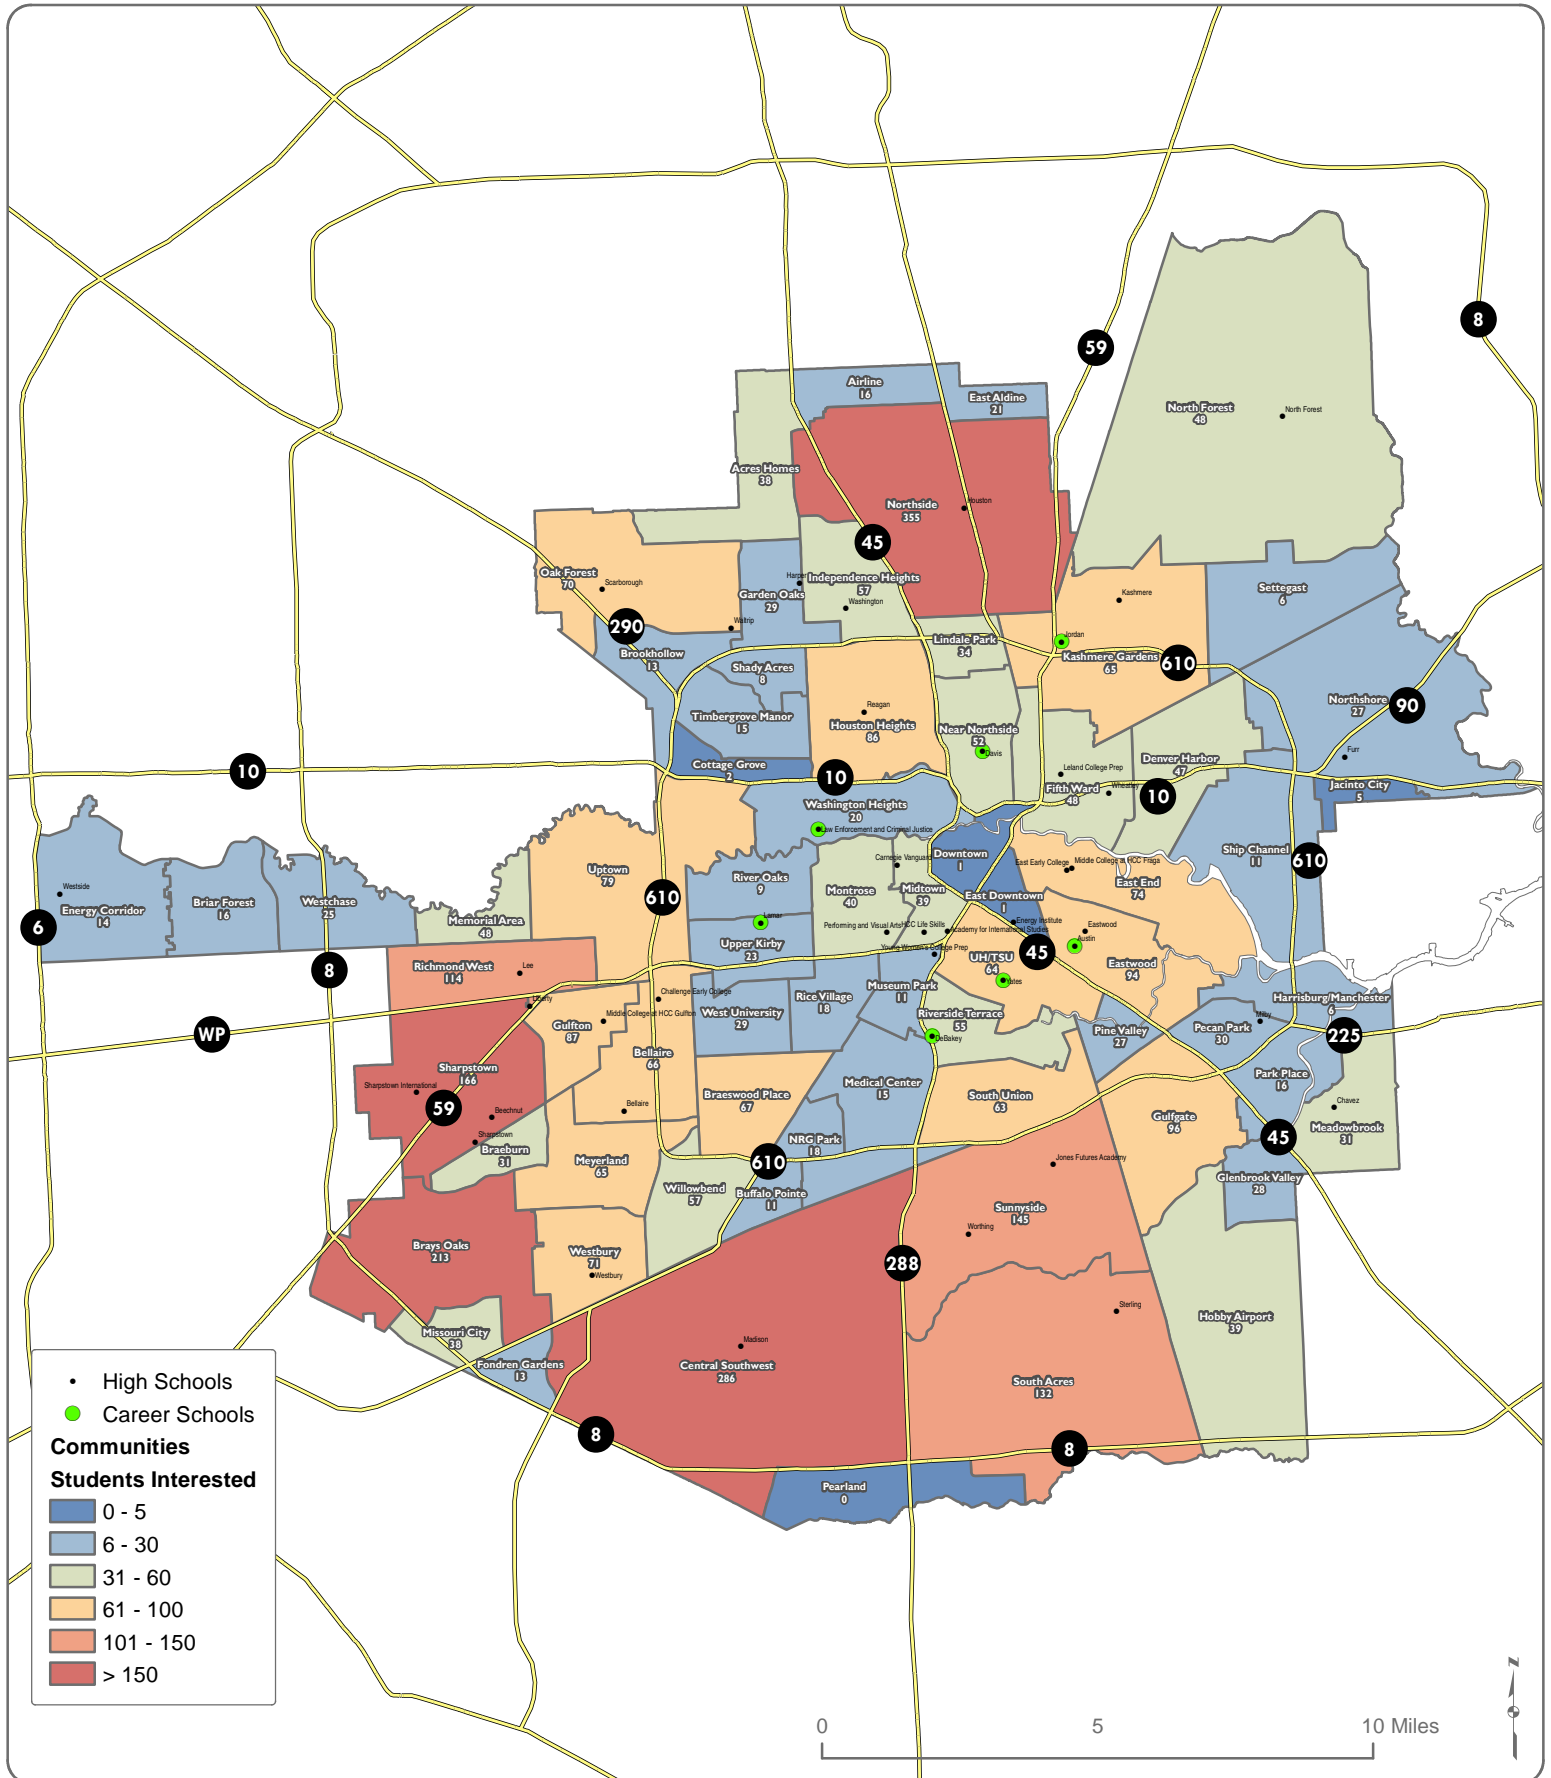 59
8
Airline
16
East Aldine
21
North Forest
48
North Forest
Acres Homes
38
Northside
355
Houston
45
Oak Forest
70
Scarborough
Harper
Garden Oaks
29
Independence Heights
57
Washington
Settegast
6
Kashmere
290
Waltrip
Brookhollow
13
Lindale Park
34
Jordan
Kashmere Gardens
65
610
Shady Acres
8
Timbergrove Manor
15
Reagan
Houston Heights
86
Near Northside
52
Davis
Northshore
27
90
Furr
10
Cottage Grove
2
10
Leland College Prep
Fifth Ward
48
Wheatley
Denver Harbor
47
10
Jacinto City
5
Washington Heights
20
Law Enforcement and Criminal Justice
Downtown
1
East Early College
Middle College at HCC Fraga
East End
74
Ship Channel
11
610
Westside
Energy Corridor
14
Briar Forest
16
Westchase
25
Memorial Area
48
Uptown
79
610
River Oaks
9
Carnegie Vanguard
Montrose
40
Midtown
39
East Downtown
1
Energy Institute
6
Lamar
Upper Kirby
23
Performing and Visual Arts
HCC Life Skills
Academy for International Studies
Young Women's College Prep
45
Eastwood
Austin
Eastwood
94
8
Richmond West
114
Lee
UH/TSU
64
Yates
Liberty
Challenge Early College
Middle College at HCC Gulfton
Gulfton
87
West University
29
Rice Village
18
Museum Park
11
Riverside Terrace
55
DeBakey
Harrisburg/Manchester
6
Pine Valley
27
Pecan Park
30
Milby
225
WP
Bellaire
66
Sharpstown
166
Sharpstown International
59
Beechnut
Sharpstown
Braeburn
31
Bellaire
Braeswood Place
67
Medical Center
15
South Union
63
Park Place
16
Chavez
Meadowbrook
31
Gulfgate
96
45
Meyerland
65
610
NRG Park
18
Willowbend
57
Buffalo Pointe
11
Jones Futures Academy
Glenbrook Valley
28
Sunnyside
145
Worthing
Brays Oaks
213
Westbury
71
Westbury
288
Sterling
Hobby Airport
39
Missouri City
38
Fondren Gardens
13
Madison
Central Southwest
286
South Acres
132
8
8
Pearland
0
High Schools
Career Schools
Communities
Students Interested
0 - 5
6 - 30
31 - 60
61 - 100
101 - 150
> 150
0
5
10 Miles
N